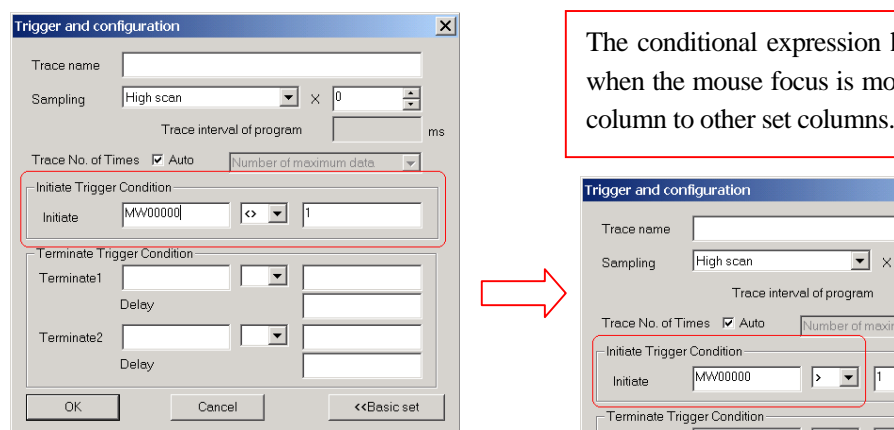 Trigger and configuration
Trace name
Sampling High scan × 0
Trace interval of program ms
Trace No. of Times Auto Number of maximum data
Initiate Trigger Condition
Initiate MW00000 <> 1
Terminate Trigger Condition
Terminate1
Delay
Terminate2
Delay
OK Cancel <<Basic set
The conditional expression
when the mouse focus is mo
column to other set columns.
Trigger and configuration
Trace name
Sampling High scan ×
Trace interval of program
Trace No. of Times Auto Number of maxi
Initiate Trigger Condition
Initiate MW00000 > 1
Terminate Trigger Condition